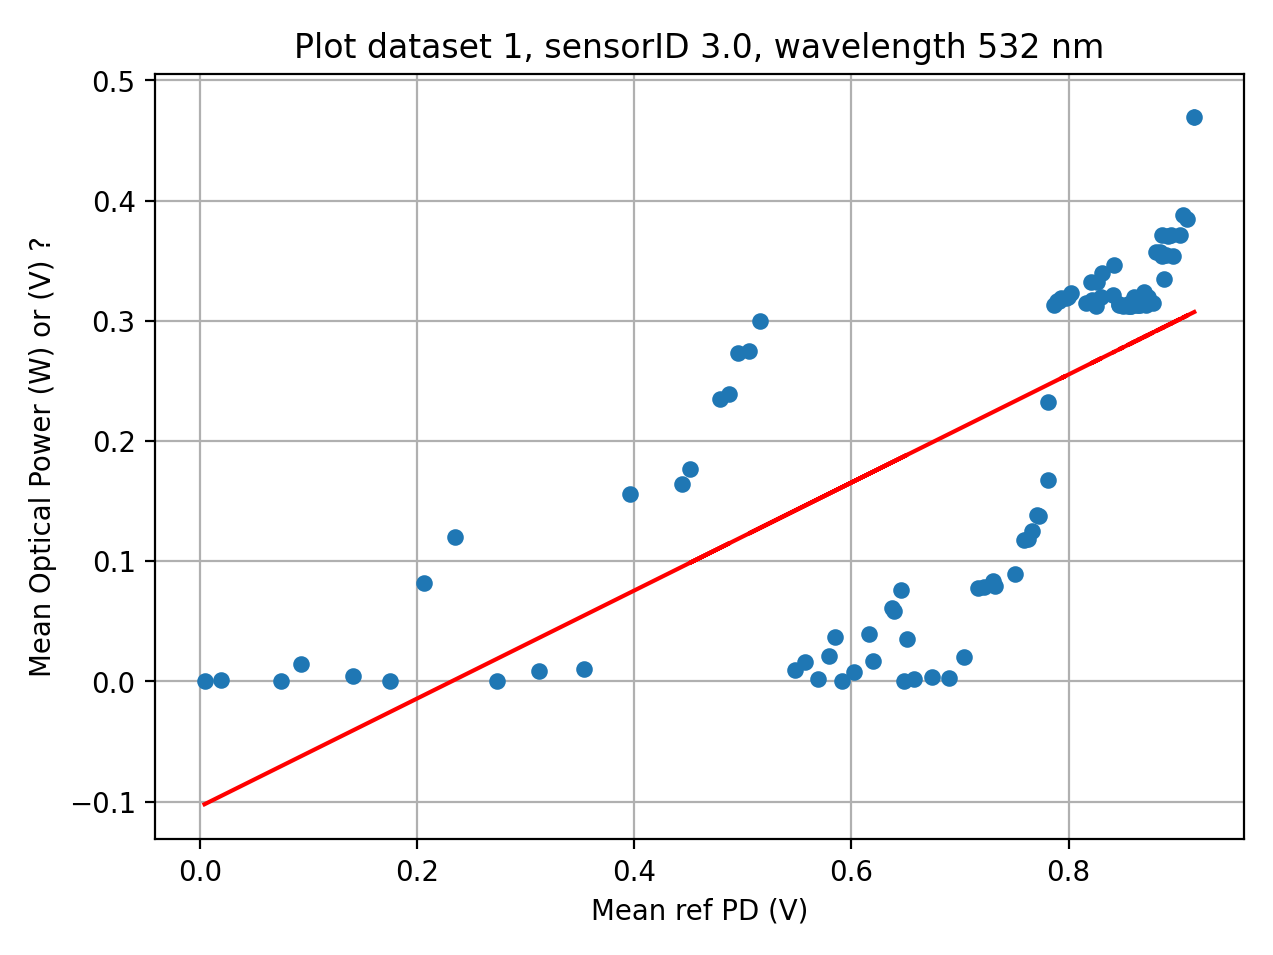 Plot dataset 1, sensorID 3.0, wavelength 532 nm
Mean Optical Power (W) or (V) ?
0.5
0.4
0.3
0.2
0.1
0.0
−0.1
0.0 0.2 0.4 0.6 0.8
Mean ref PD (V)